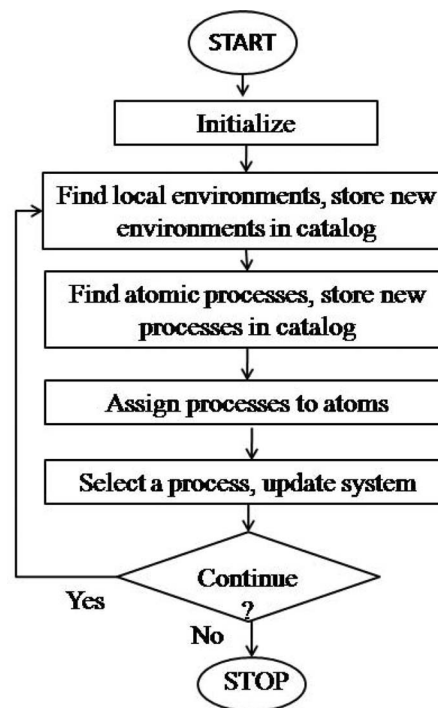 START
Initialize
Find local environments, store new
environments in catalog
Find atomic processes, store new
processes in catalog
Assign processes to atoms
Select a process, update system
Continue
?
Yes
No
STOP